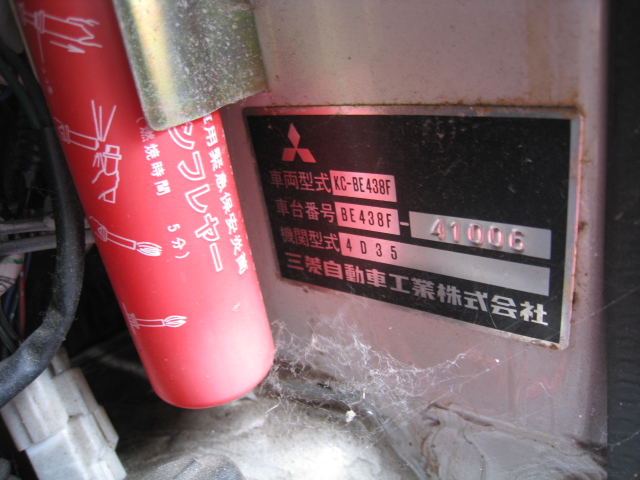 車用緊急保安炎筒
ンフレヤー
(燃焼時間 5分)
車両型式 KC-BE438F
車台番号 BE438F-41006
機関型式 4D35
三菱自動車工業株式会社